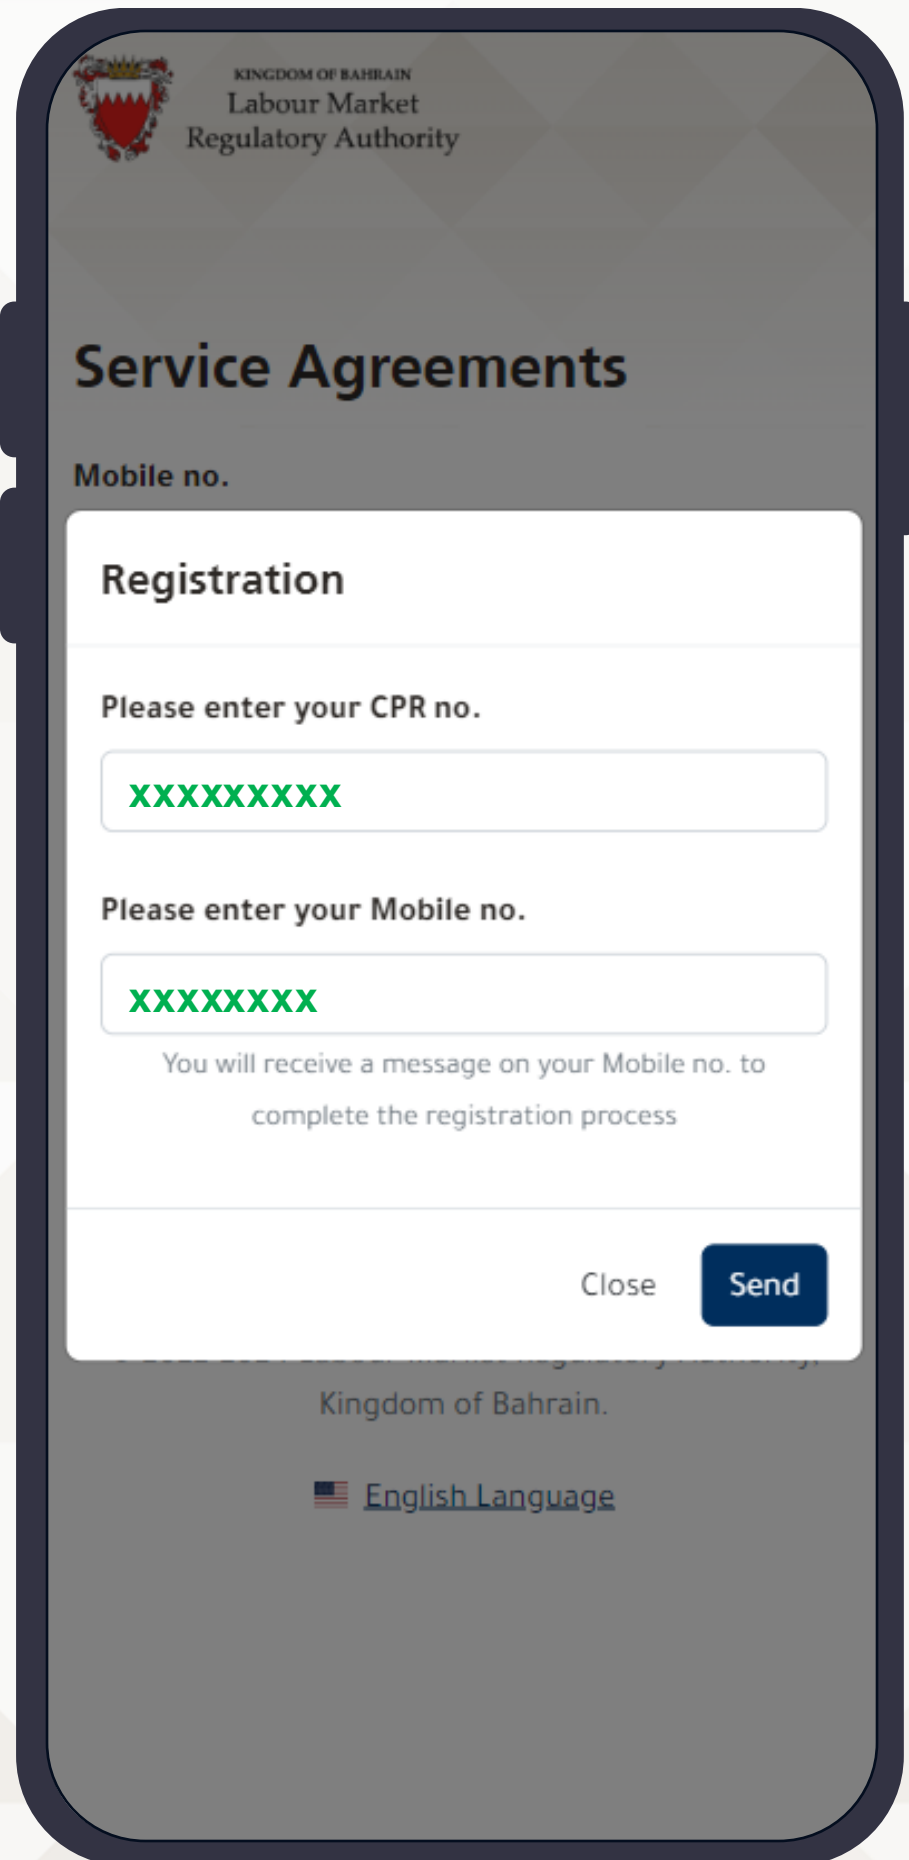 KINGDOM OF BAHRAIN
Labour Market
Regulatory Authority
Service Agreements
Mobile no.
Registration
Please enter your CPR no.
xxxxxxxxx
Please enter your Mobile no.
xxxxxxxx
You will receive a message on your Mobile no. to
complete the registration process
Close
Send
Kingdom of Bahrain.
English Language